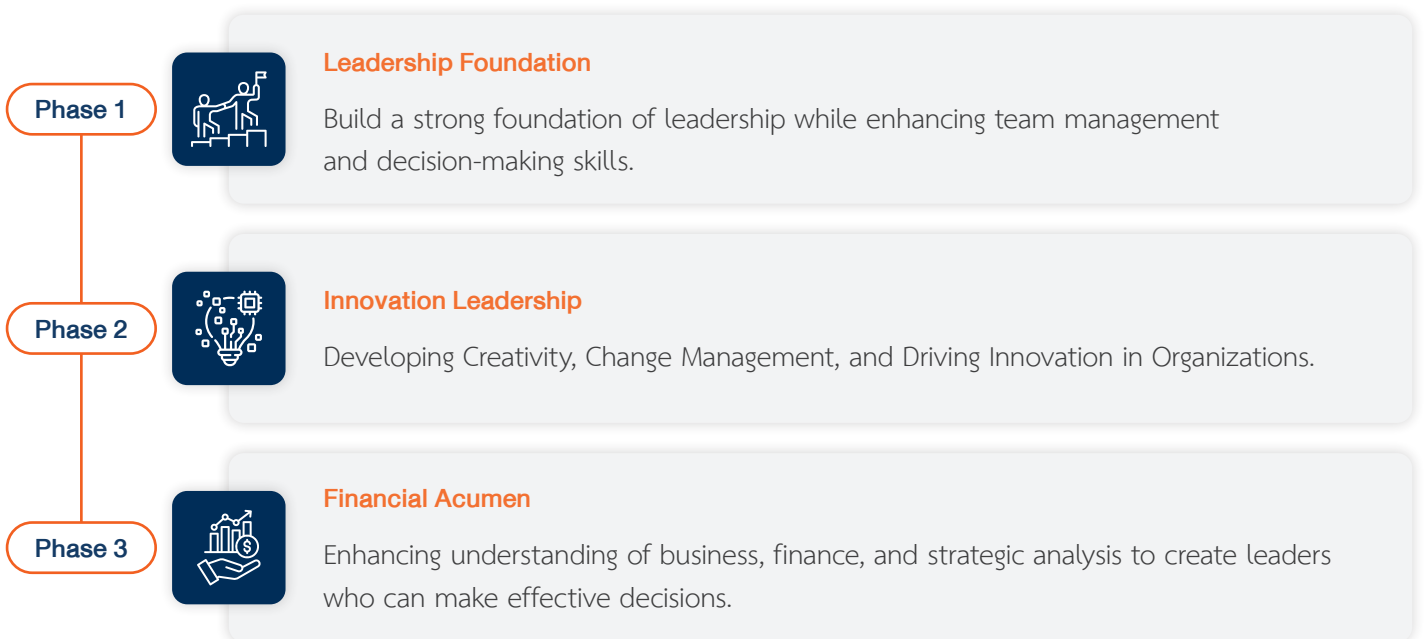 Phase 1
Leadership Foundation
Build a strong foundation of leadership while enhancing team management
and decision-making skills.
Phase 2
Innovation Leadership
Developing Creativity, Change Management, and Driving Innovation in Organizations.
Phase 3
Financial Acumen
Enhancing understanding of business, finance, and strategic analysis to create leaders
who can make effective decisions.